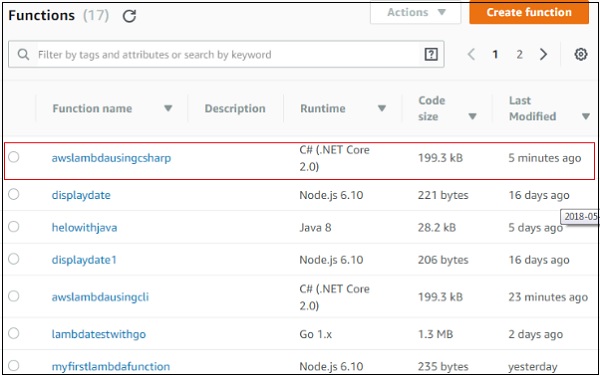 Functions (17) Actions Create function
Filter by tags and attributes or search by keyword ? 1 2
Function name Description Runtime Code size Last Modified
awslambdausingcsharp C# (.NET Core 2.0) 199.3 kB 5 minutes ago
displaydate Node.js 6.10 221 bytes 16 days ago
2018-05-
helowithjava Java 8 28.2 kB 5 days ago
displaydate1 Node.js 6.10 206 bytes 16 days ago
awslambdausingcli C# (.NET Core 2.0) 199.3 kB 23 minutes ago
lambdatestwithgo Go 1.x 1.3 MB 2 days ago
myfirstlambdafunction Node.js 6.10 235 bytes yesterday